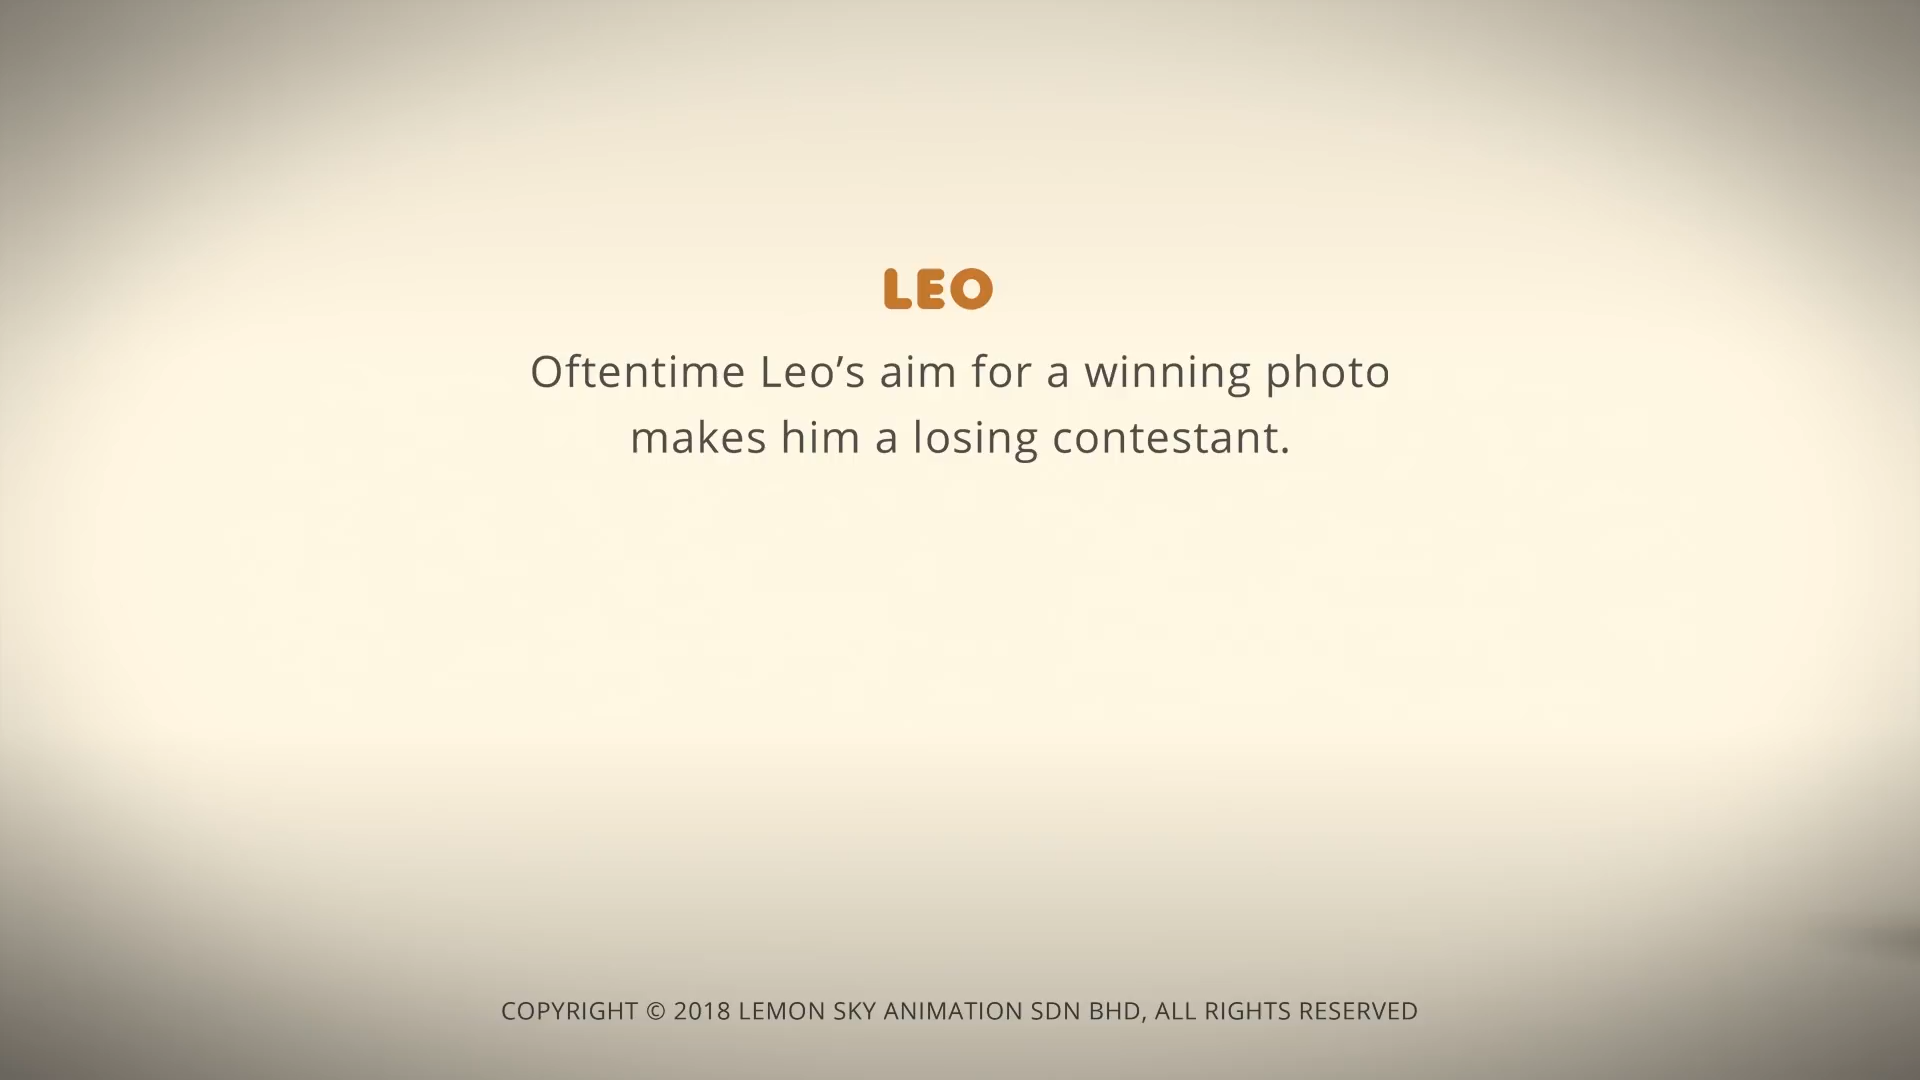 LEO
Oftentime Leo’s aim for a winning photo
makes him a losing contestant.
COPYRIGHT © 2018 LEMON SKY ANIMATION SDN BHD, ALL RIGHTS RESERVED